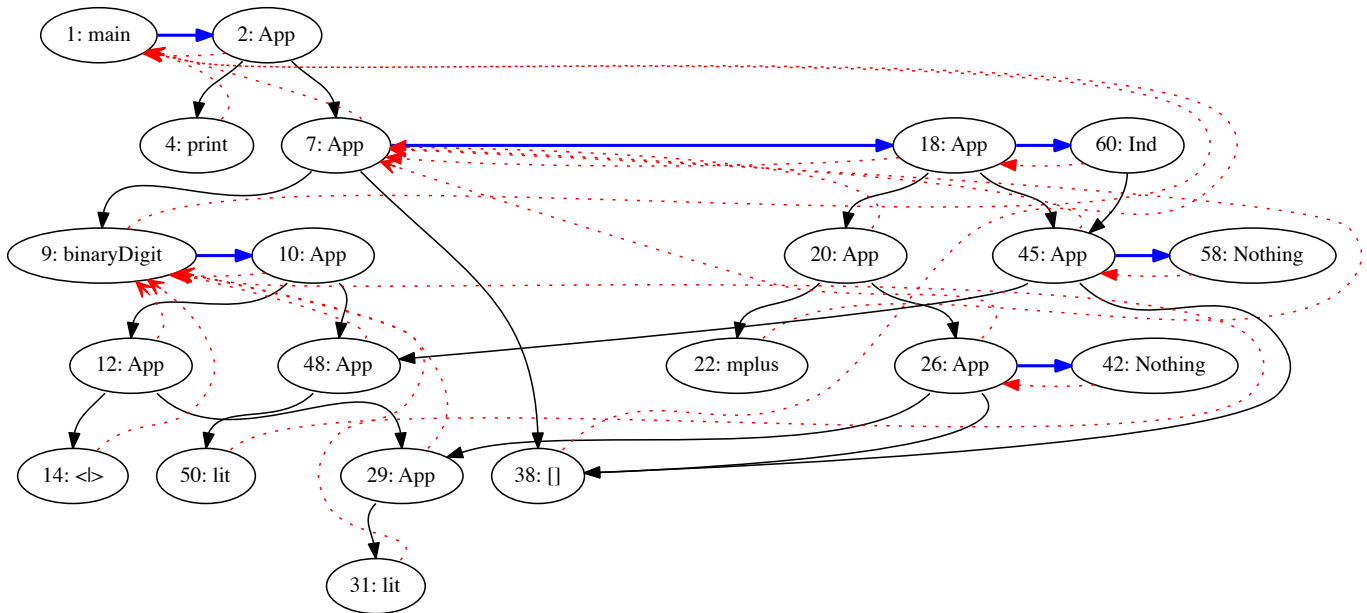 1: main
2: App
4: print
7: App
18: App
60: Ind
9: binaryDigit
10: App
20: App
45: App
58: Nothing
12: App
48: App
22: mplus
26: App
42: Nothing
14: <|>
50: lit
29: App
38: []
31: lit